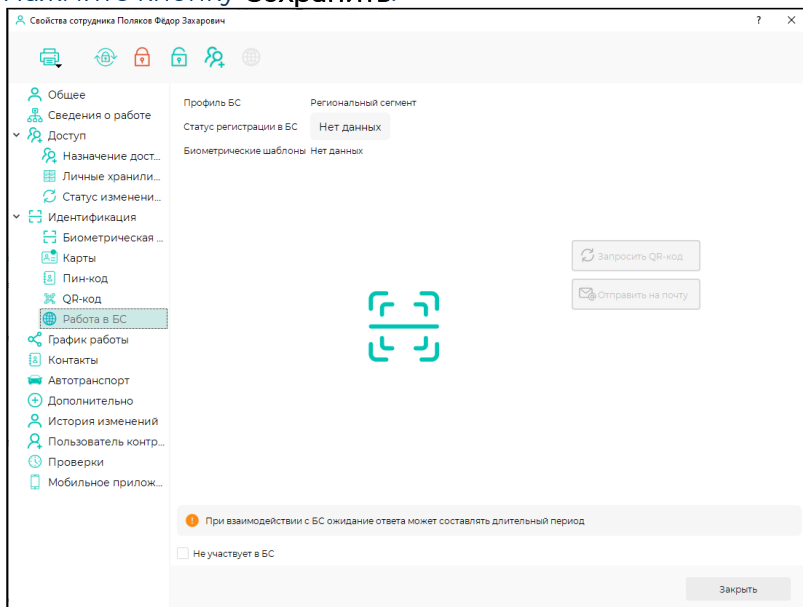 Нажмите кнопку Сохранить.
Свойства сотрудника Поляков Фёдор Захарович
? ×
Общее
Сведения о работе
Доступ
Назначение дост...
Личные хранили...
Статус изменени...
Идентификация
Биометрическая ...
Карты
Пин-код
QR-код
Работа в БС
График работы
Контакты
Автотранспорт
Дополнительно
История изменений
Пользователь контр...
Проверки
Мобильное прилож...
Профиль БС Региональный сегмент
Статус регистрации в БС Нет данных
Биометрические шаблоны Нет данных
Запросить QR-код
Отправить на почту
При взаимодействии с БС ожидание ответа может составлять длительный период
Не участвует в БС
Закрыть